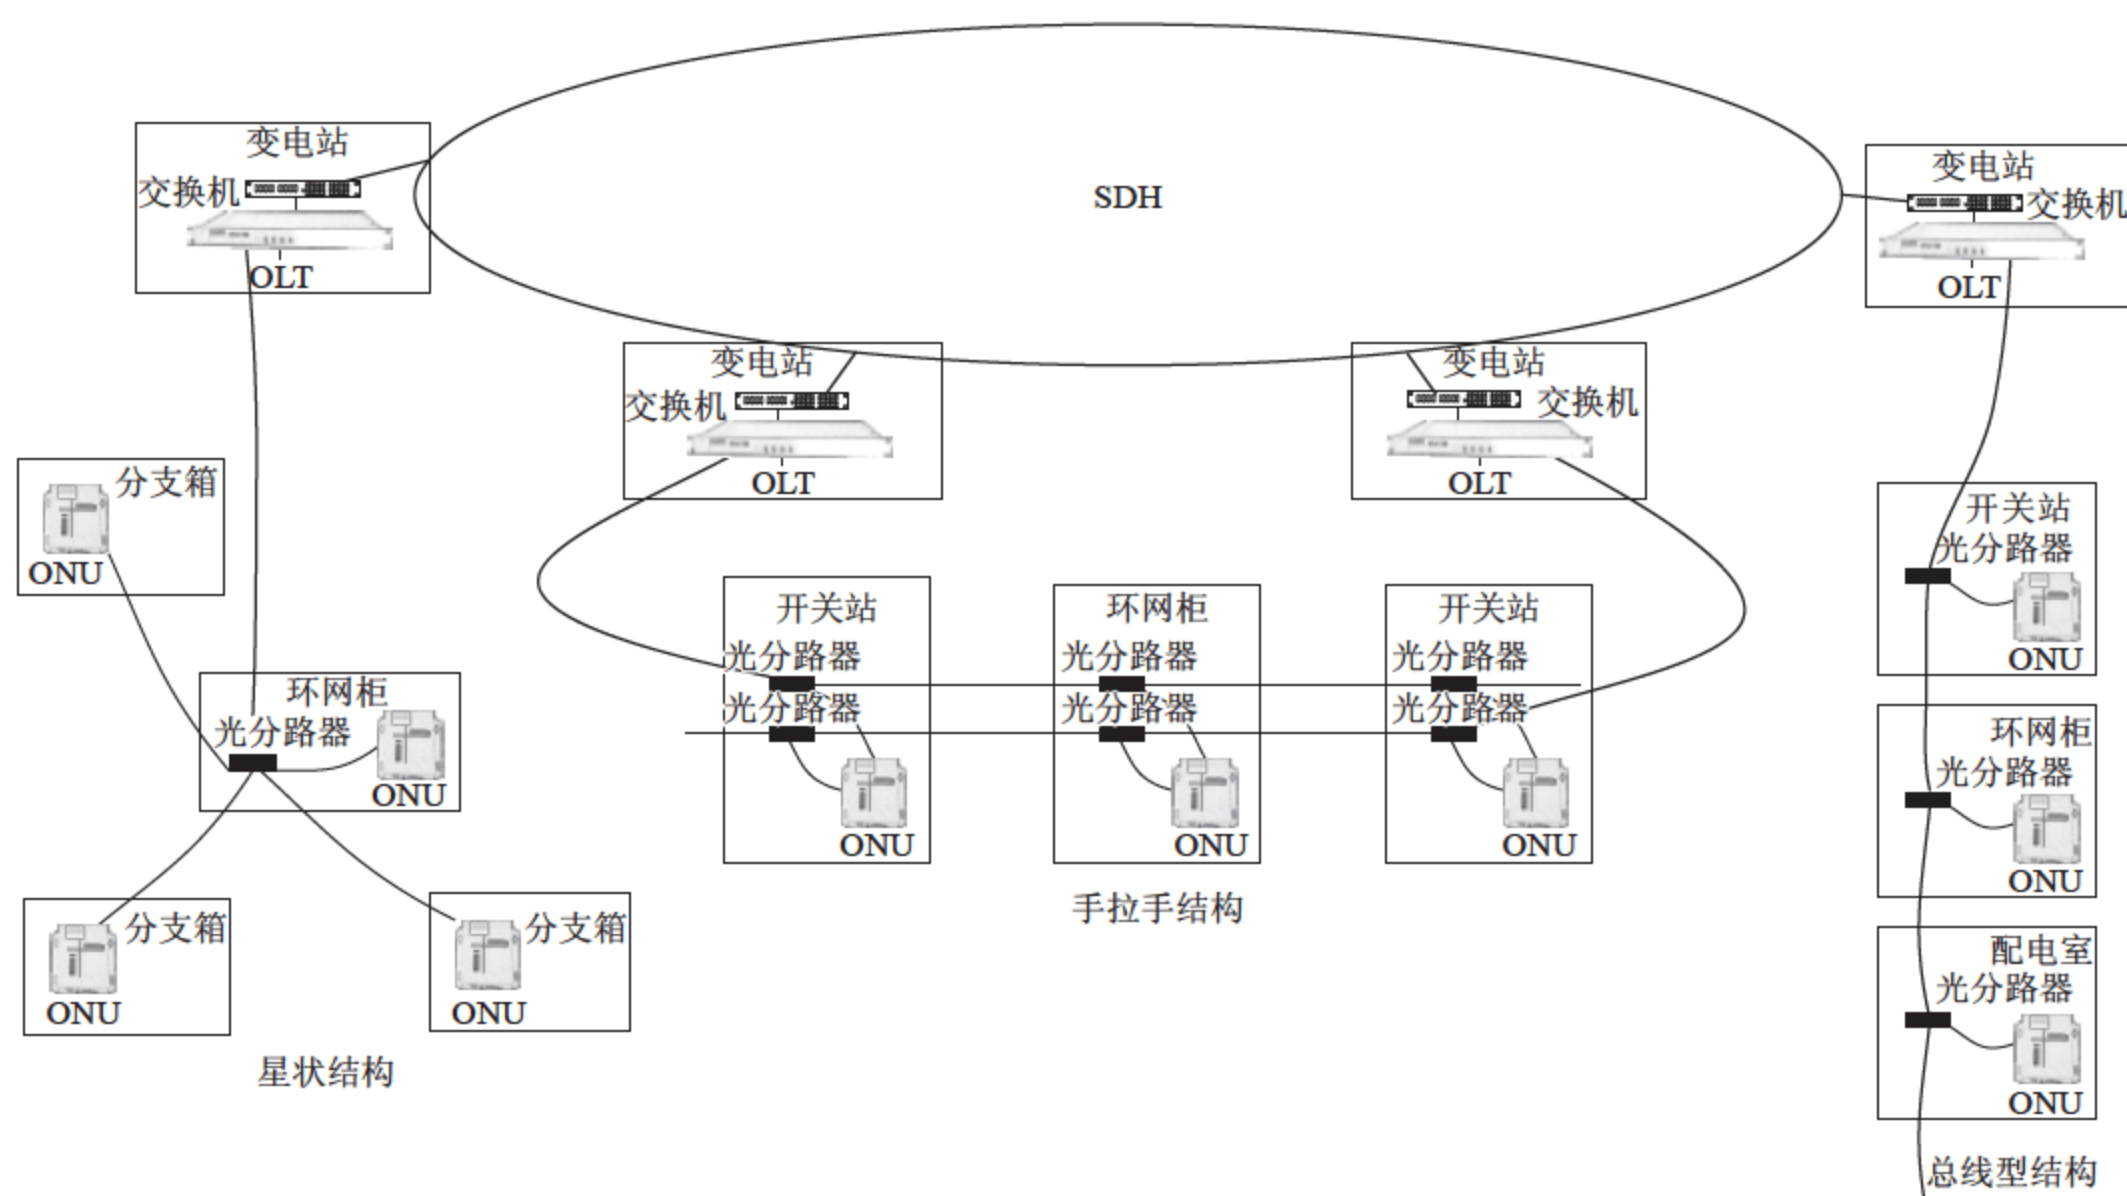 SDH
变电站
交换机
OLT
分支箱
ONU
环网柜
光分路器
ONU
分支箱
ONU
分支箱
ONU
星状结构
变电站
交换机
OLT
变电站
交换机
OLT
开关站
光分路器
光分路器
ONU
环网柜
光分路器
光分路器
ONU
开关站
光分路器
光分路器
ONU
手拉手结构
变电站
交换机
OLT
开关站
光分路器
ONU
环网柜
光分路器
ONU
配电室
光分路器
ONU
总线型结构